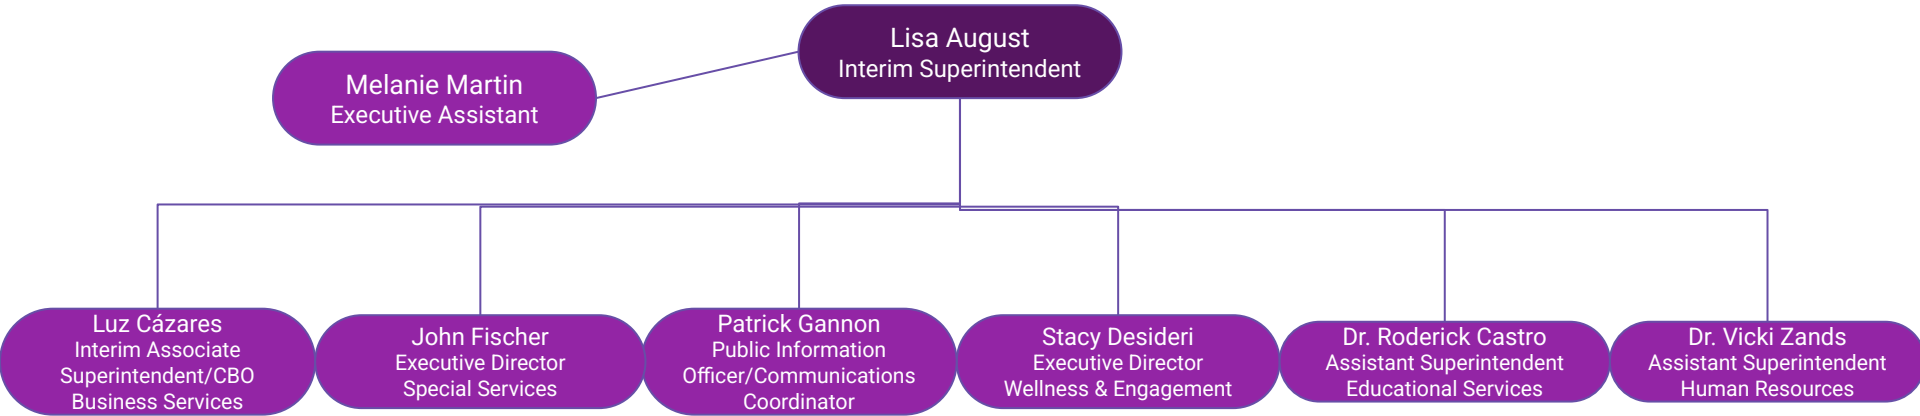 Lisa August
Interim Superintendent
Melanie Martin
Executive Assistant
Luz Cázares
Interim Associate
Superintendent/CBO
Business Services
John Fischer
Executive Director
Special Services
Patrick Gannon
Public Information
Officer/Communications
Coordinator
Stacy Desideri
Executive Director
Wellness & Engagement
Dr. Roderick Castro
Assistant Superintendent
Educational Services
Dr. Vicki Zands
Assistant Superintendent
Human Resources